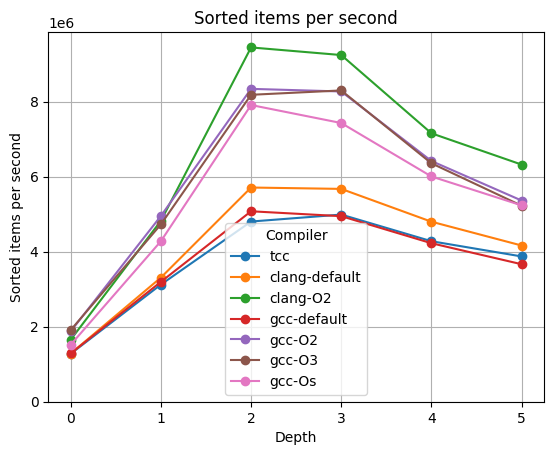 Sorted items per second
1e6
Sorted items per second
8
6
4
2
0
Compiler
tcc
clang-default
clang-O2
gcc-default
gcc-O2
gcc-O3
gcc-Os
0 1 2 3 4 5
Depth